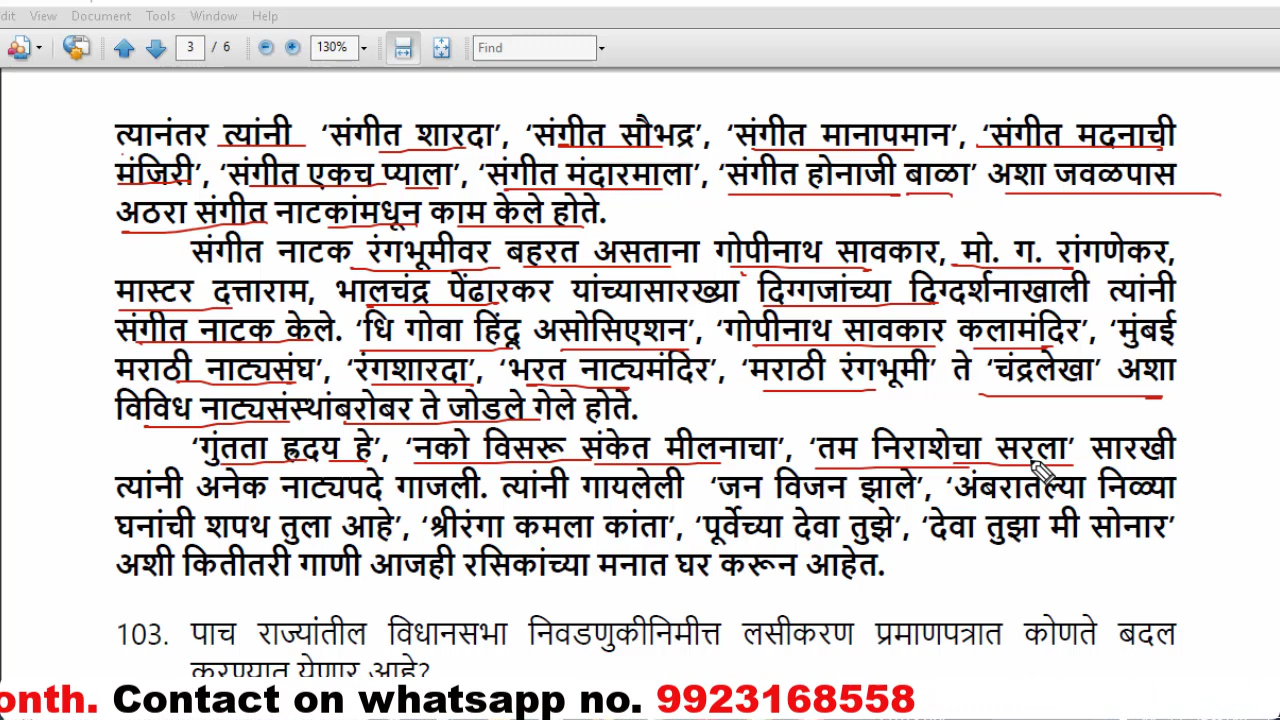 dit View Document Tools Window Help
3 / 6 130% Find
त्यानंतर त्यांनी ‘संगीत शारदा’, ‘संगीत सौभद्र’, ‘संगीत मानापमान’, ‘संगीत मदनाची
मंजिरी’, ‘संगीत एकच प्याला’, ‘संगीत मंदारमाला’, ‘संगीत होनाजी बाळा’ अशा जवळपास
अठरा संगीत नाटकांमधून काम केले होते.
संगीत नाटक रंगभूमीवर बहरत असताना गोपीनाथ सावकार, मो. ग. रांगणेकर,
मास्टर दत्ताराम, भालचंद्र पेंढारकर यांच्यासारख्या दिग्गजांच्या दिग्दर्शनाखाली त्यांनी
संगीत नाटक केले. ‘धि गोवा हिंदू असोसिएशन’, ‘गोपीनाथ सावकार कलामंदिर’, ‘मुंबई
मराठी नाट्यसंघ’, ‘रंगशारदा’, ‘भरत नाट्यमंदिर’, ‘मराठी रंगभूमी’ ते ‘चंद्रलेखा’ अशा
विविध नाट्यसंस्थांबरोबर ते जोडले गेले होते.
‘गुंतता ह्रदय हे’, ‘नको विसरू संकेत मीलनाचा’, ‘तम निराशेचा सरला’ सारखी
त्यांनी अनेक नाट्यपदे गाजली. त्यांनी गायलेली ‘जन विजन झाले’, ‘अंबरातल्या निळ्या
घनांची शपथ तुला आहे’, ‘श्रीरंगा कमला कांता’, ‘पूर्वेच्या देवा तुझे’, ‘देवा तुझा मी सोनार’
अशी कितीतरी गाणी आजही रसिकांच्या मनात घर करून आहेत.
103. पाच राज्यांतील विधानसभा निवडणुकीनिमीत्त लसीकरण प्रमाणपत्रात कोणते बदल
करण्यात येणार आहे?
onth. Contact on whatsapp no. 9923168558